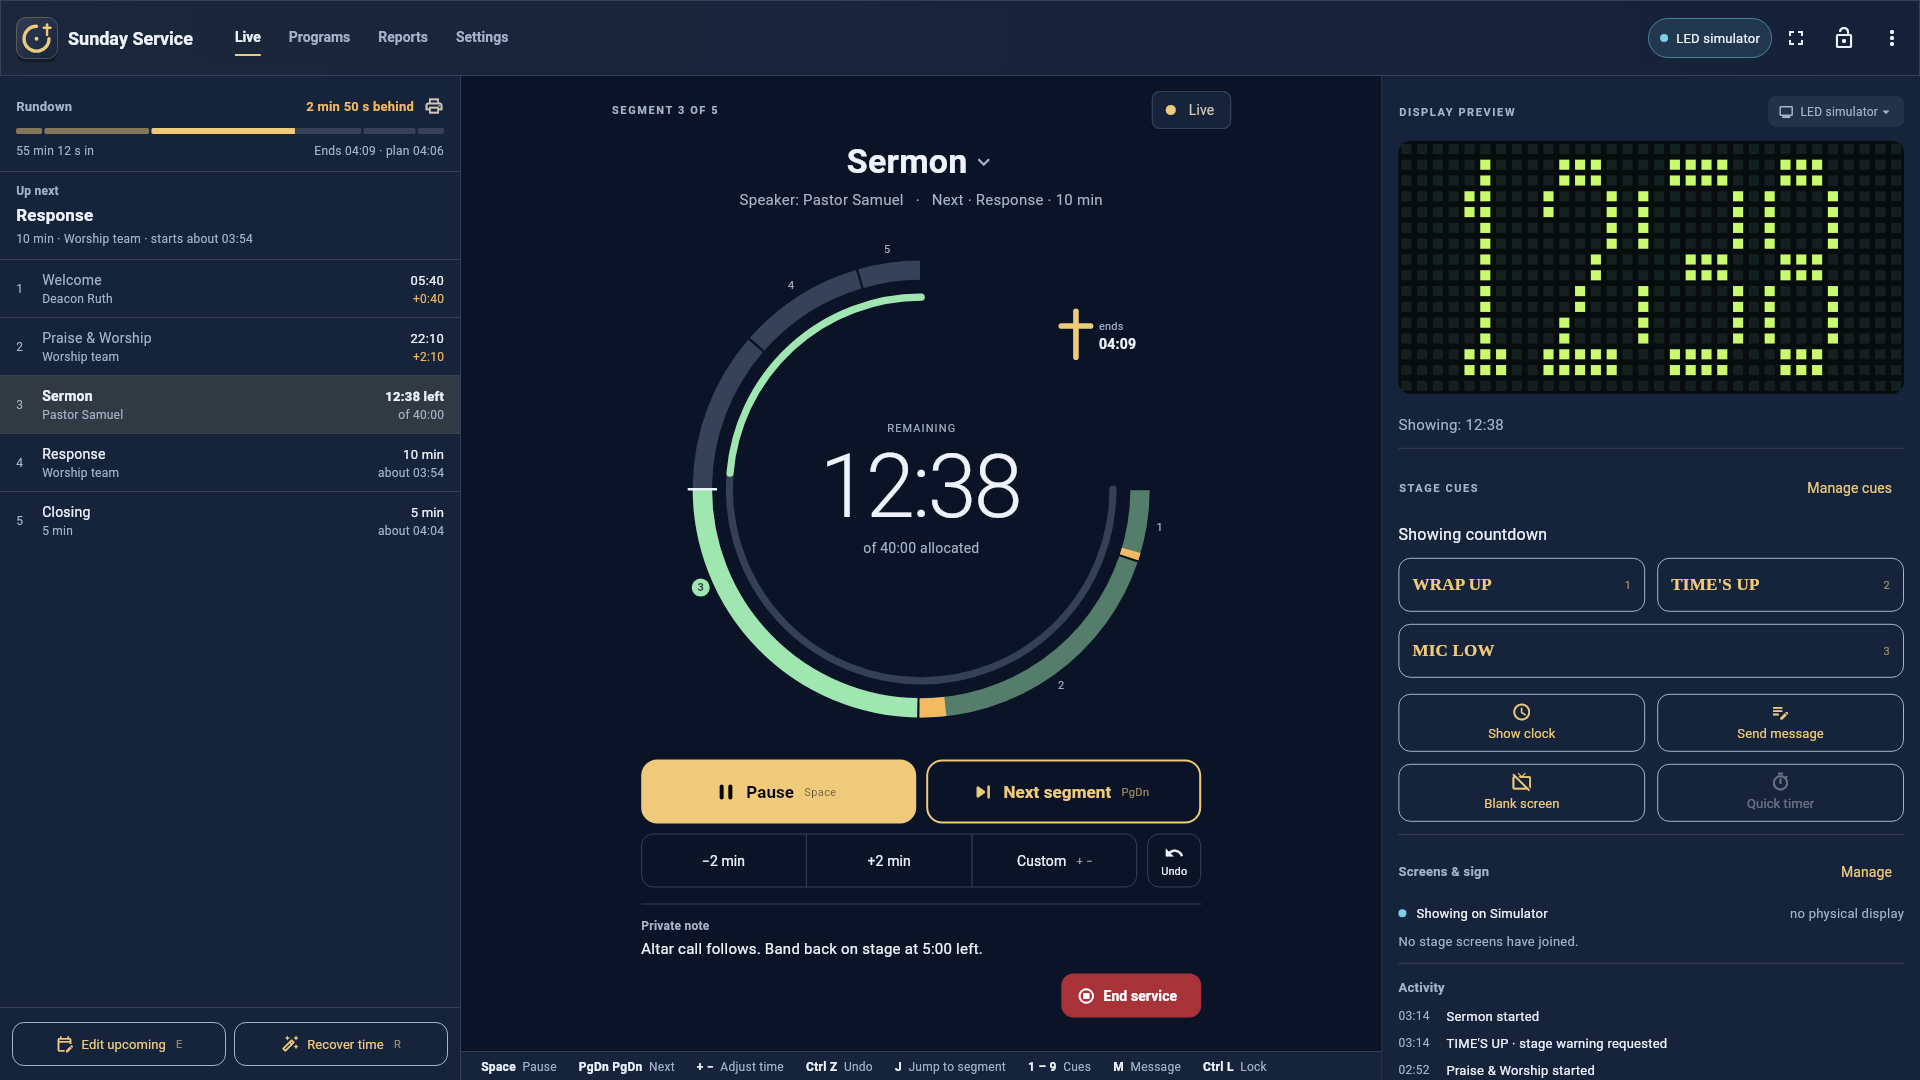 Sunday Service
Live
Programs
Reports
Settings
LED simulator
Rundown
2 min 50 s behind
55 min 12 s in
Ends 04:09 · plan 04:06
Up next
Response
10 min · Worship team · starts about 03:54
1
Welcome
05:40
Deacon Ruth
+0:40
2
Praise & Worship
22:10
Worship team
+2:10
3
Sermon
12:38 left
Pastor Samuel
of 40:00
4
Response
10 min
Worship team
about 03:54
5
Closing
5 min
5 min
about 04:04
Edit upcoming E
Recover time R
SEGMENT 3 OF 5
Live
Sermon
Speaker: Pastor Samuel · Next · Response · 10 min
5
4
ends
04:09
REMAINING
12:38
of 40:00 allocated
1
3
2
Pause Space
Next segment PgDn
−2 min
+2 min
Custom + −
Undo
Private note
Altar call follows. Band back on stage at 5:00 left.
End service
Space Pause PgDn PgDn Next + − Adjust time Ctrl Z Undo J Jump to segment 1 – 9 Cues M Message Ctrl L Lock
DISPLAY PREVIEW
LED simulator
12:38
Showing: 12:38
STAGE CUES
Manage cues
Showing countdown
WRAP UP 1
TIME'S UP 2
MIC LOW 3
Show clock
Send message
Blank screen
Quick timer
Screens & sign
Manage
Showing on Simulator
no physical display
No stage screens have joined.
Activity
03:14 Sermon started
03:14 TIME'S UP · stage warning requested
02:52 Praise & Worship started